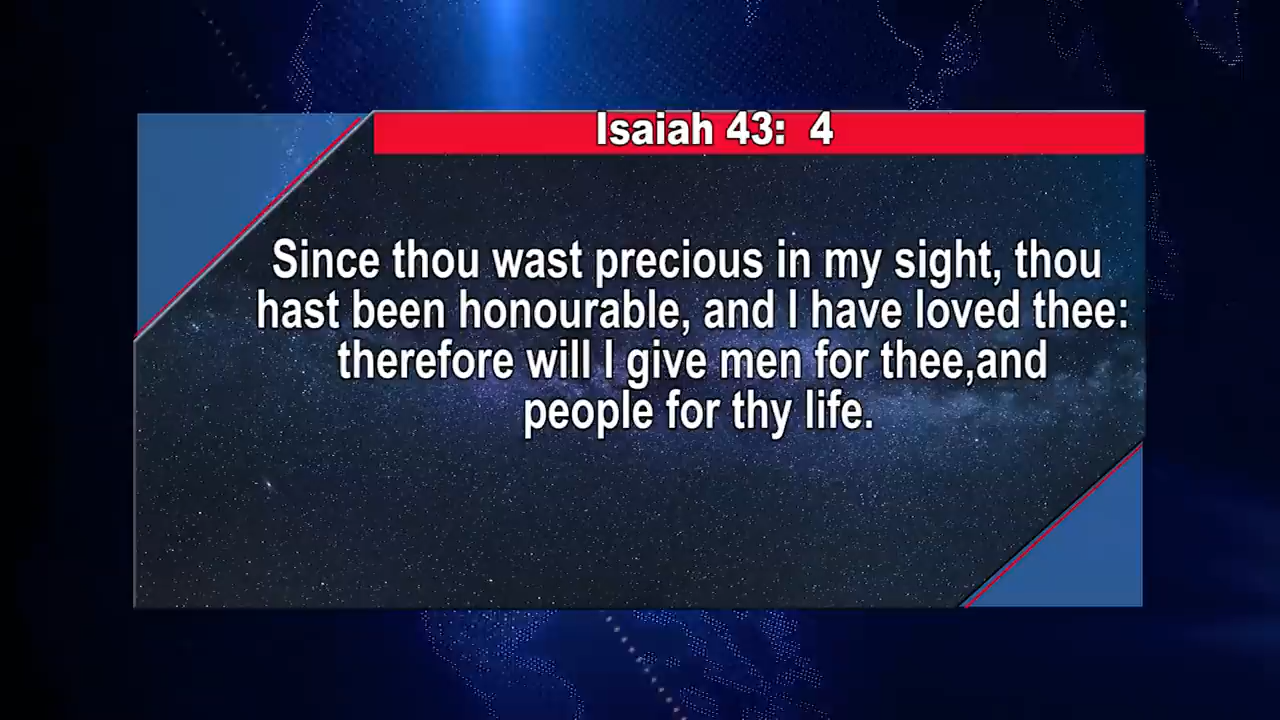 Isaiah 43:  4
Since thou wast precious in my sight, thou
hast been honourable, and I have loved thee:
therefore will I give men for thee,and
people for thy life.